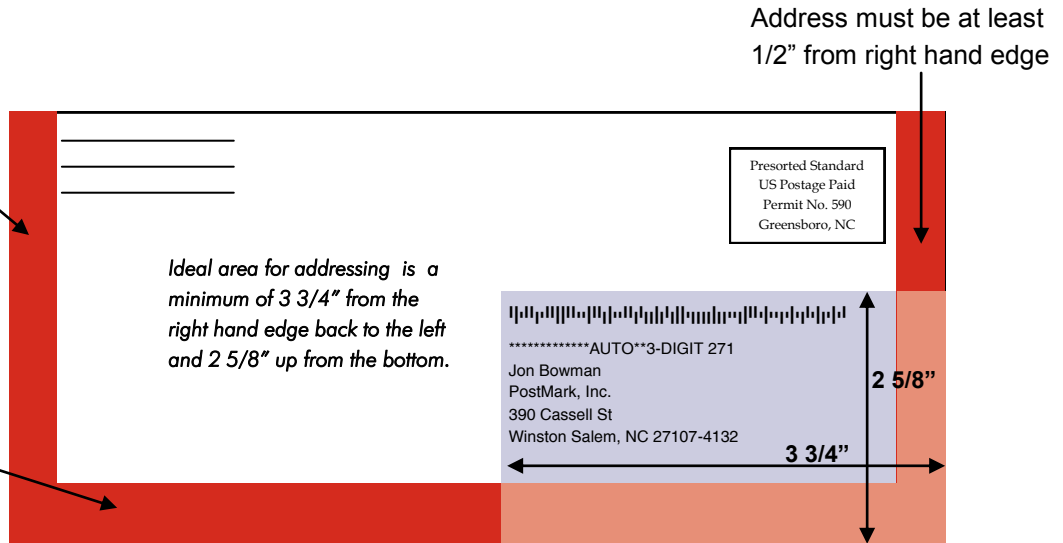 Address must be at least
1/2” from right hand edge
Presorted Standard
US Postage Paid
Permit No. 590
Greensboro, NC
Ideal area for addressing is a
minimum of 3 3/4” from the
right hand edge back to the left
and 2 5/8” up from the bottom.
*************AUTO**3-DIGIT 271
Jon Bowman
PostMark, Inc.
390 Cassell St
Winston Salem, NC 27107-4132
2 5/8”
3 3/4”